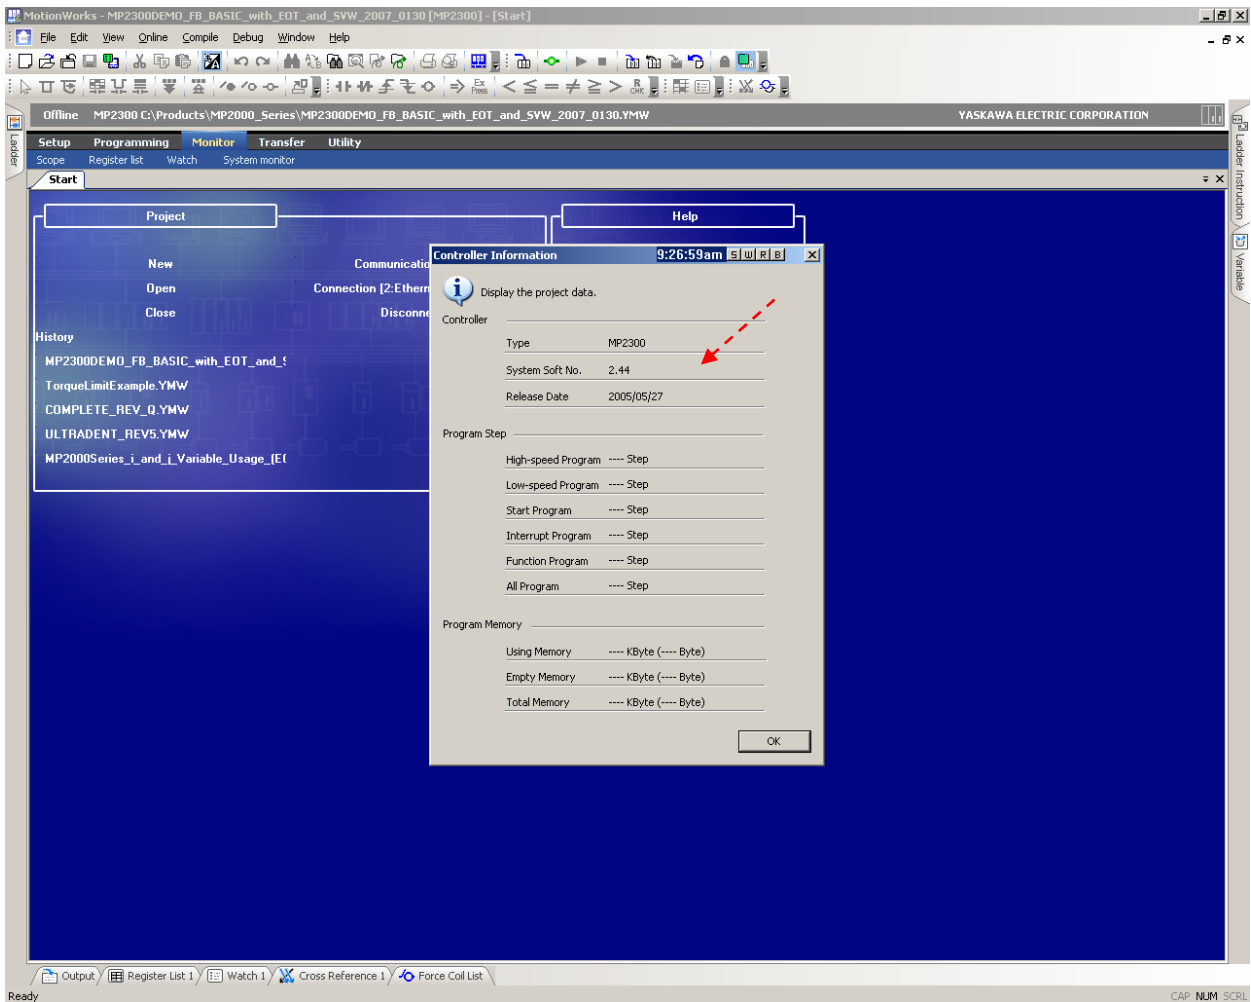 MotionWorks - MP2300DEMO_FB_BASIC_with_EOT_and_SVW_2007_0130 [MP2300] - [Start]
File Edit View Online Compile Debug Window Help
Offline MP2300 C:\Products\MP2000_Series\MP2300DEMO_FB_BASIC_with_EOT_and_SVW_2007_0130.YMW YASKAWA ELECTRIC CORPORATION
Setup Programming Monitor Transfer Utility
Scope Register list Watch System monitor
Start
Ladder
Ladder Instruction
Variable
Project
New
Open
Close
Communicatio
Connection [2:Ethern
Disconne
History
MP2300DEMO_FB_BASIC_with_EOT_and_S
TorqueLimitExample.YMW
COMPLETE_REV_Q.YMW
ULTRADENT_REV5.YMW
MP2000Series_i_and_j_Variable_Usage_(E(
Help
Controller Information 9:26:59am S W R B
Display the project data.
Controller
Type MP2300
System Soft No. 2.44
Release Date 2005/05/27
Program Step
High-speed Program ---- Step
Low-speed Program ---- Step
Start Program ---- Step
Interrupt Program ---- Step
Function Program ---- Step
All Program ---- Step
Program Memory
Using Memory ---- KByte (---- Byte)
Empty Memory ---- KByte (---- Byte)
Total Memory ---- KByte (---- Byte)
OK
Output Register List 1 Watch 1 Cross Reference 1 Force Coil List
Ready CAP NUM SCRL